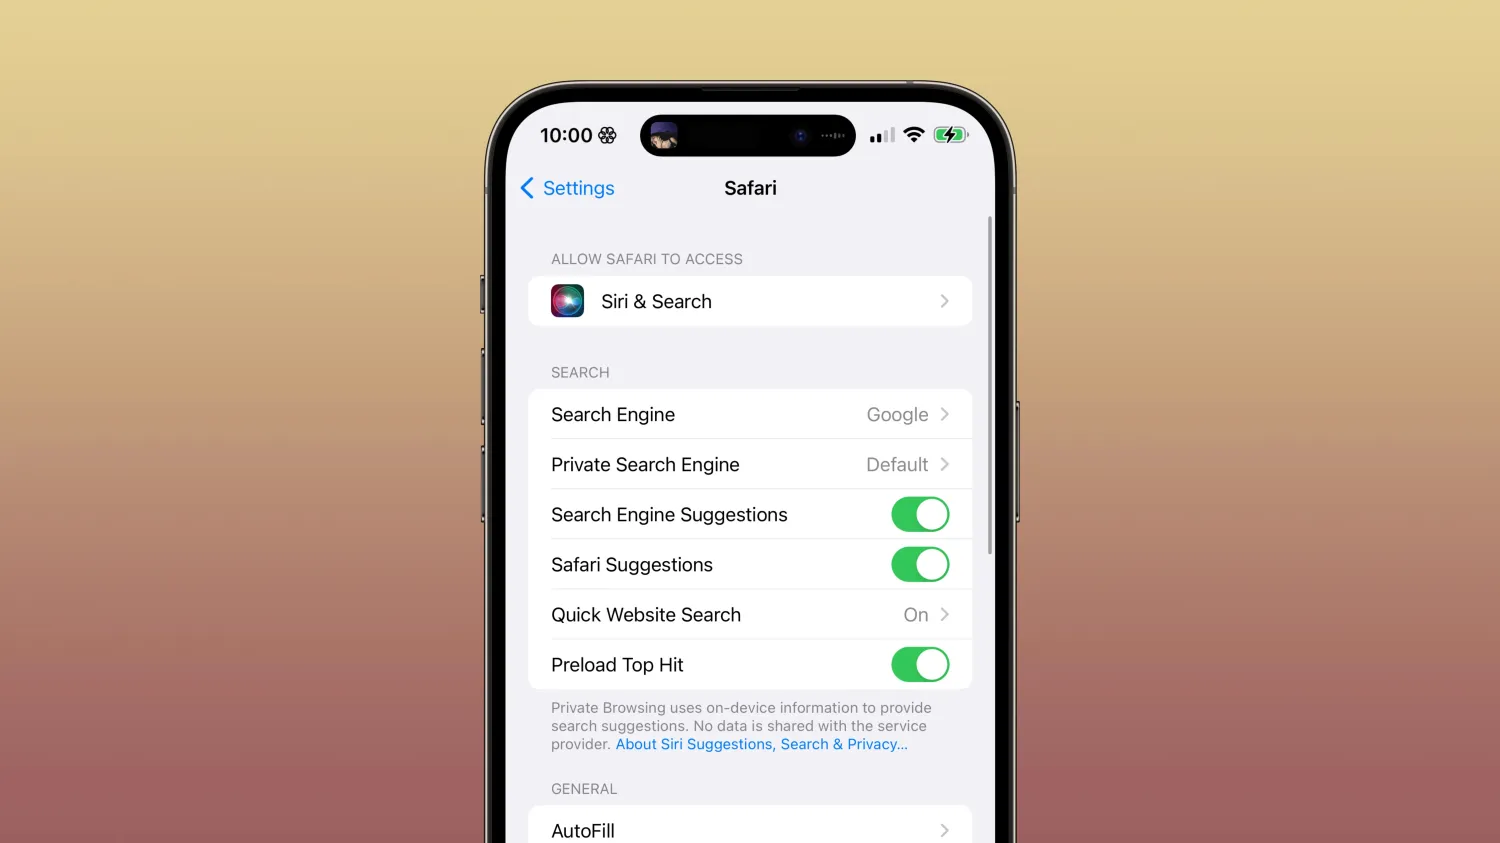 10:00
Settings
Safari
ALLOW SAFARI TO ACCESS
Siri & Search
SEARCH
Search Engine Google
Private Search Engine Default
Search Engine Suggestions
Safari Suggestions
Quick Website Search On
Preload Top Hit
Private Browsing uses on-device information to provide
search suggestions. No data is shared with the service
provider. About Siri Suggestions, Search & Privacy...
GENERAL
AutoFill